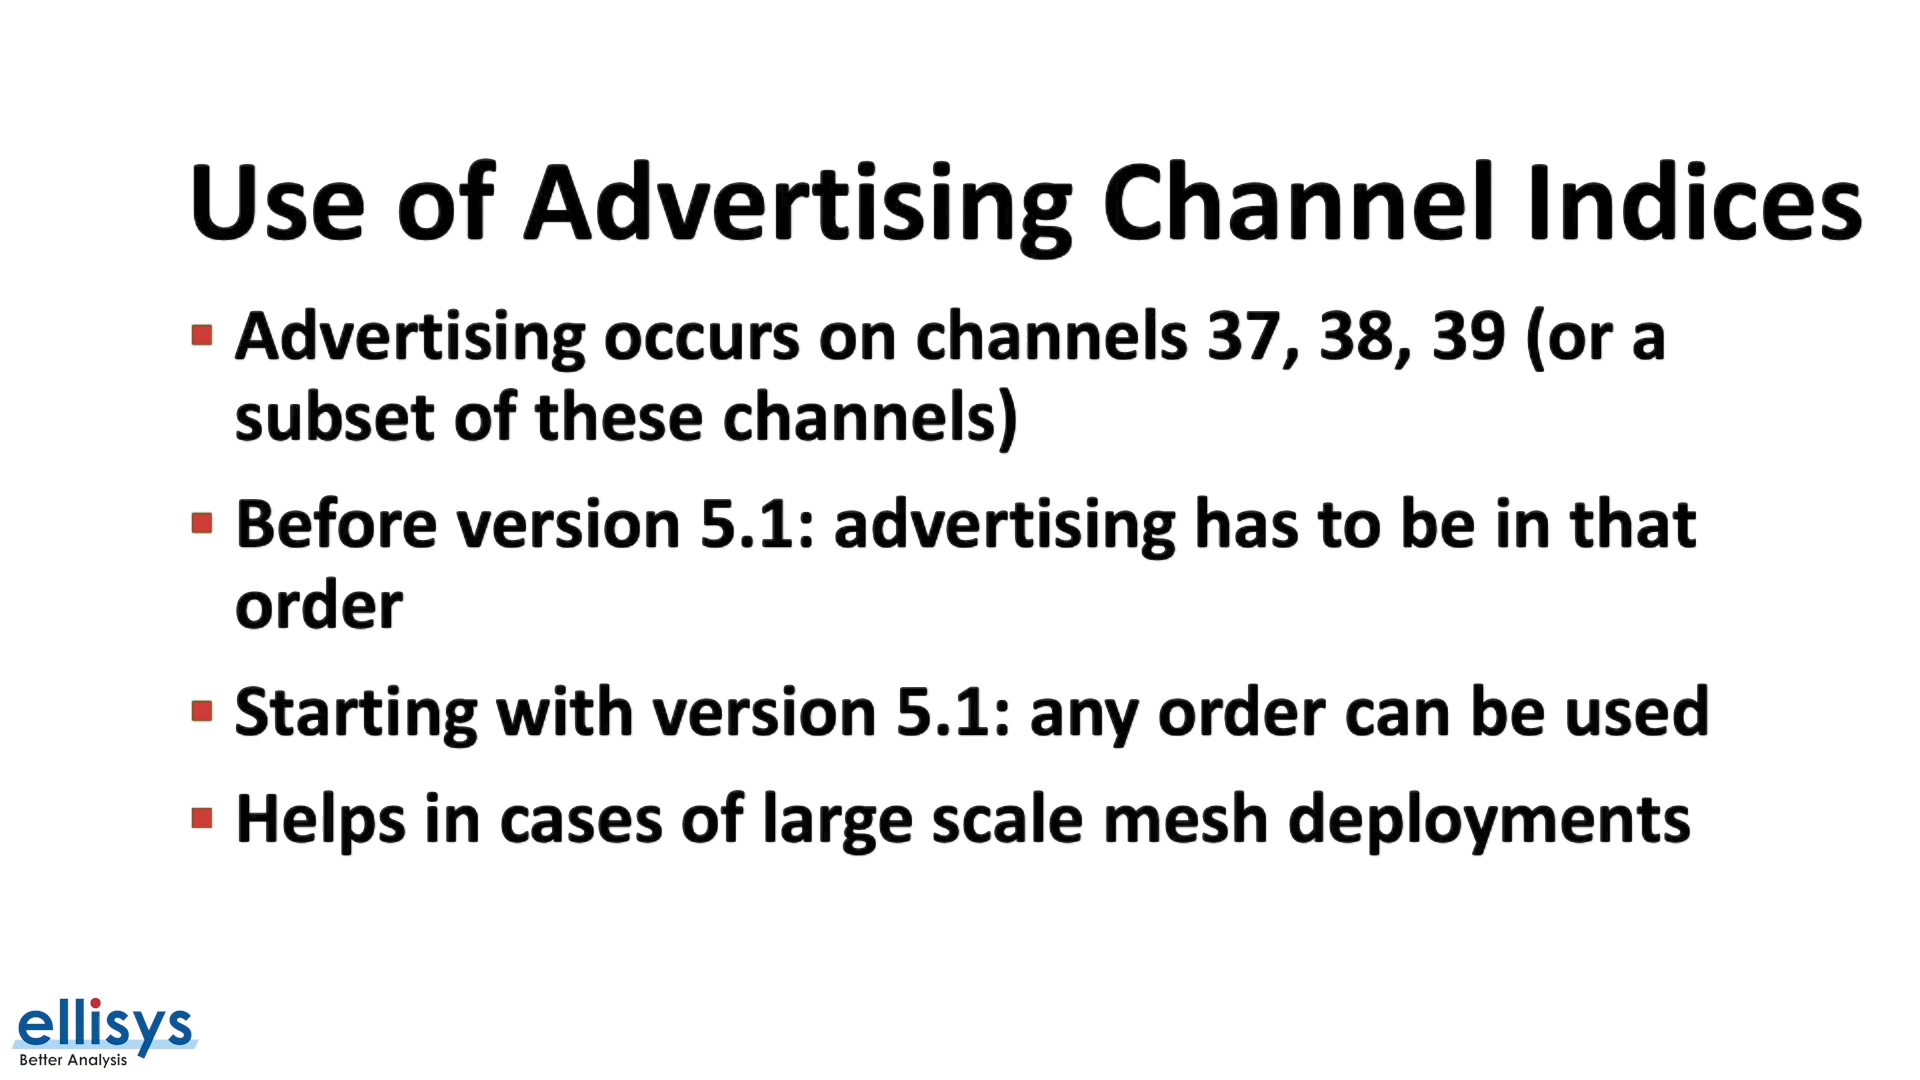 Use of Advertising Channel Indices
Advertising occurs on channels 37, 38, 39 (or a
subset of these channels)
Before version 5.1: advertising has to be in that
order
Starting with version 5.1: any order can be used
Helps in cases of large scale mesh deployments
ellisys
Better Analysis